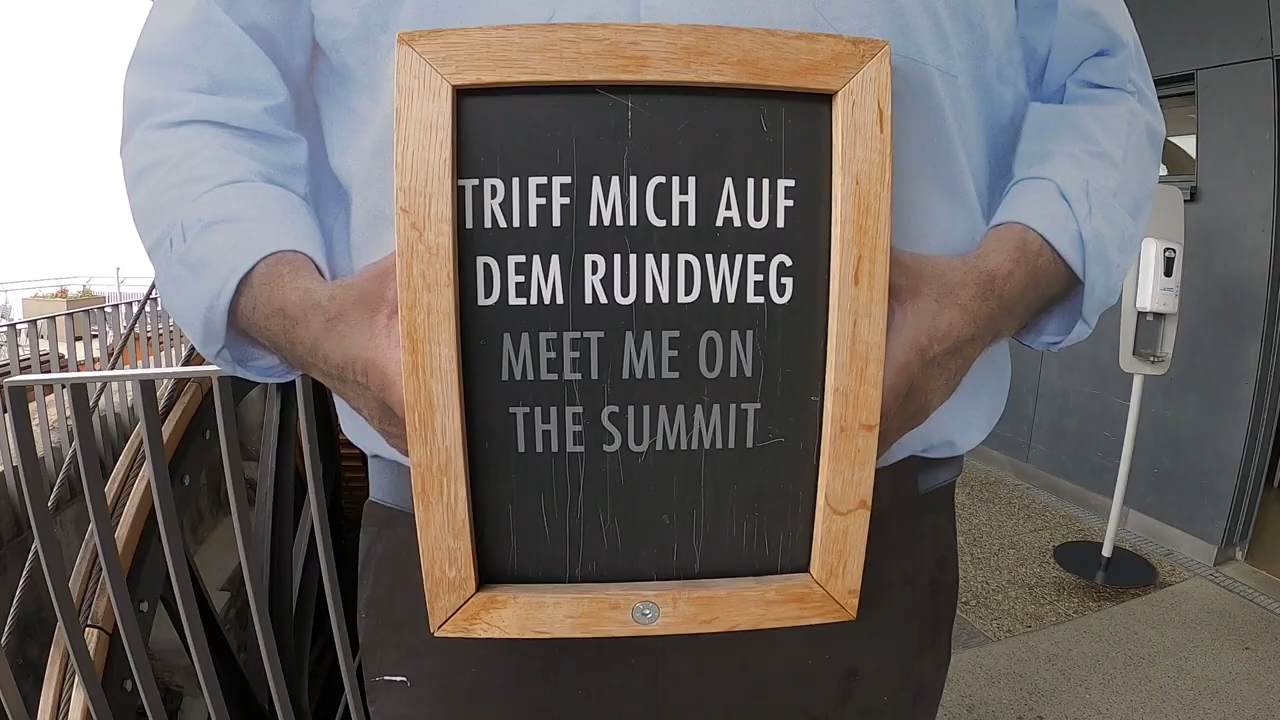 TRIFF MICH AUF
DEM RUNDWEG
MEET ME ON
THE SUMMIT